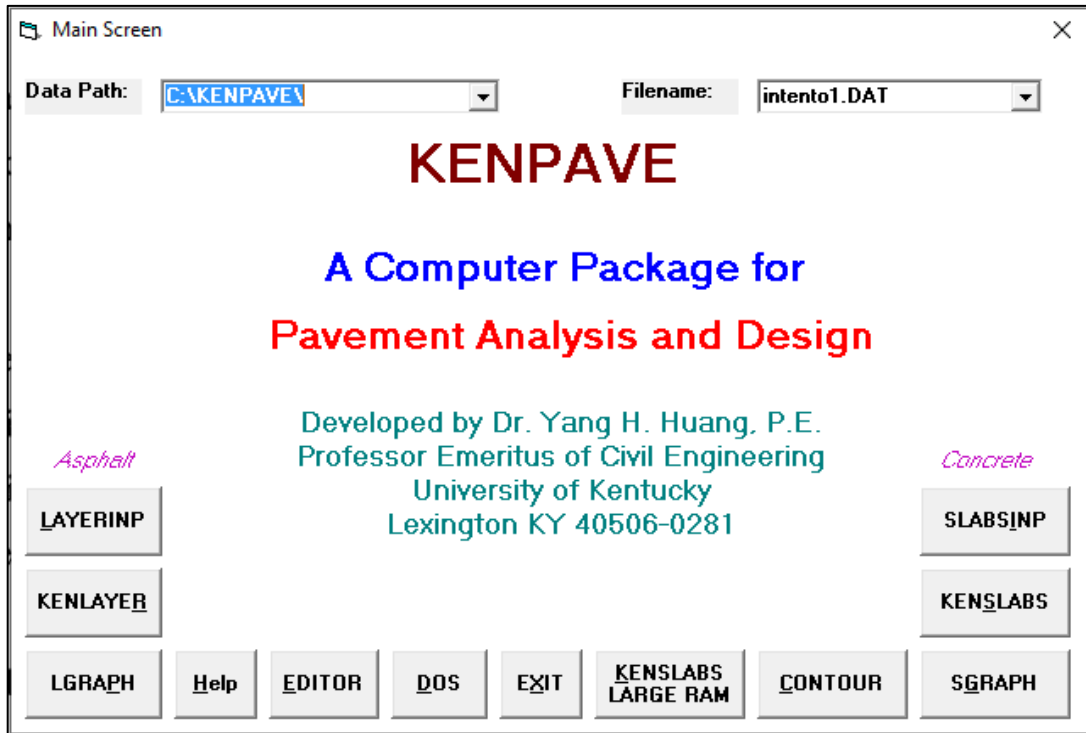 Main Screen
Data Path: C:\KENPAVE\ Filename: intento1.DAT
KENPAVE
A Computer Package for
Pavement Analysis and Design
Developed by Dr. Yang H. Huang, P.E.
Professor Emeritus of Civil Engineering
University of Kentucky
Lexington KY 40506-0281
Asphalt
LAYERINP
KENLAYER
LGRAPH
Help
EDITOR
DOS
EXIT
KENSLABS
LARGE RAM
CONTOUR
Concrete
SLABSINP
KENSLABS
SGRAPH